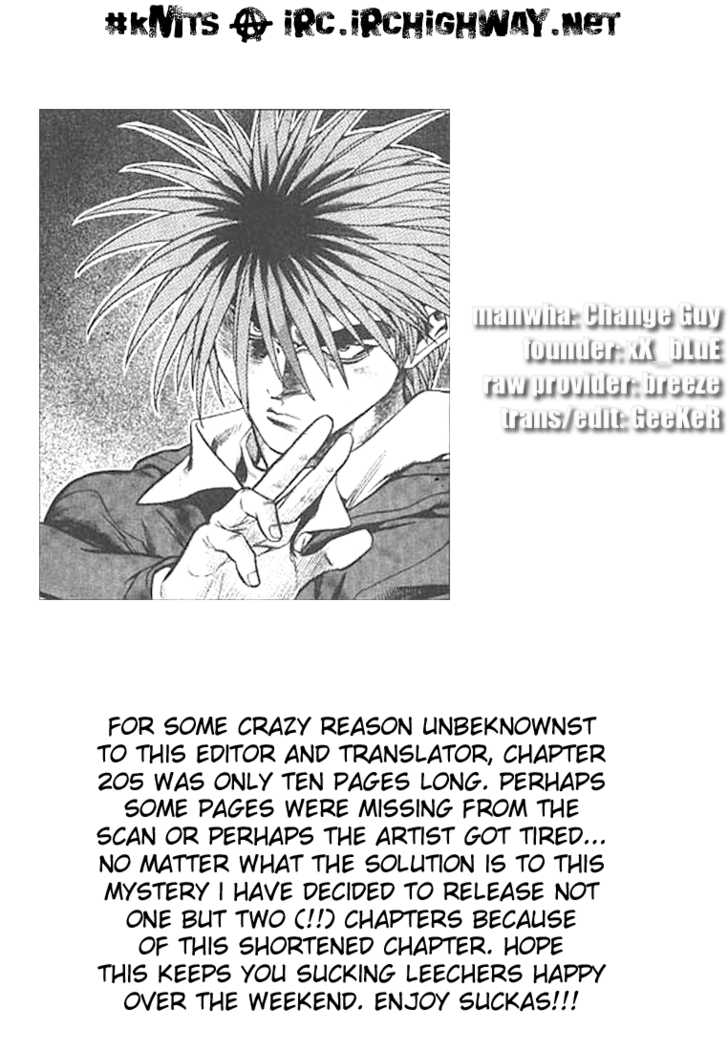 #KMTS @ IRC.IRCHIGHWAY.NET
manwha: Change Guy
founder: xX_bLuE
raw provider: breeze
trans/edit: GeeKeR
FOR SOME CRAZY REASON UNBEKNOWNST
TO THIS EDITOR AND TRANSLATOR, CHAPTER
205 WAS ONLY TEN PAGES LONG. PERHAPS
SOME PAGES WERE MISSING FROM THE
SCAN OR PERHAPS THE ARTIST GOT TIRED...
NO MATTER WHAT THE SOLUTION IS TO THIS
MYSTERY I HAVE DECIDED TO RELEASE NOT
ONE BUT TWO (!!) CHAPTERS BECAUSE
OF THIS SHORTENED CHAPTER. HOPE
THIS KEEPS YOU SUCKING LEECHERS HAPPY
OVER THE WEEKEND. ENJOY SUCKAS!!!